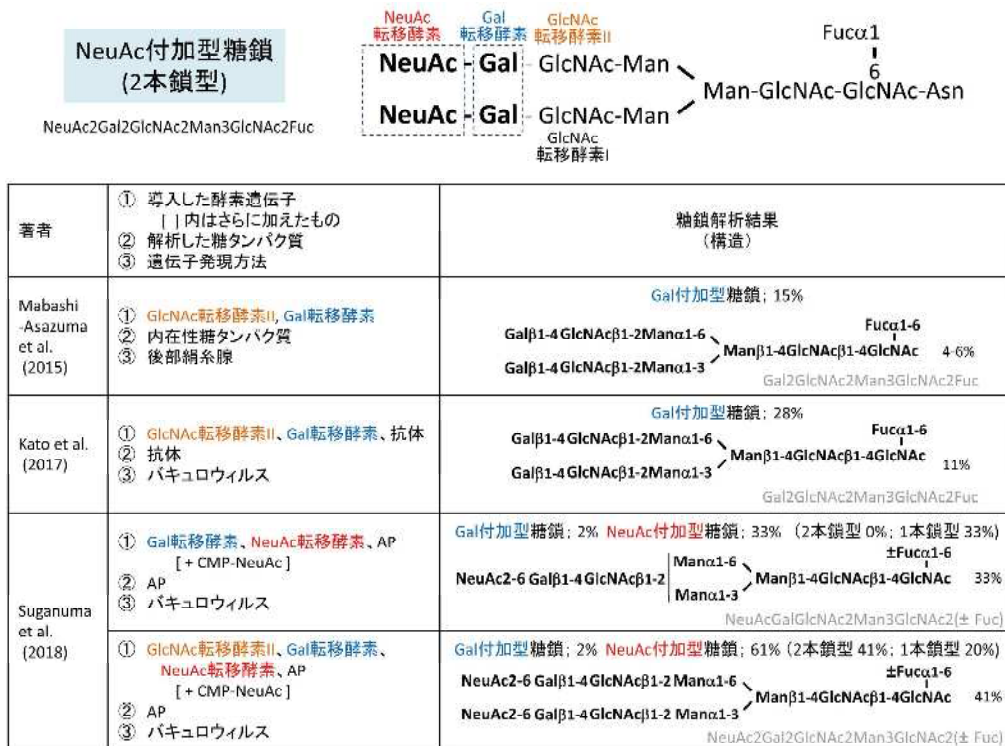 NeuAc付加型糖鎖
(2本鎖型)
NeuAc2Gal2GlcNAc2Man3GlcNAc2Fuc
NeuAc
転移酵素
Gal
転移酵素
GlcNAc
転移酵素II
NeuAc - Gal - GlcNAc-Man
NeuAc - Gal - GlcNAc-Man
GlcNAc
転移酵素I
Fucα1
6
Man-GlcNAc-GlcNAc-Asn
著者
① 導入した酵素遺伝子
[ ] 内はさらに加えたもの
② 解析した糖タンパク質
③ 遺伝子発現方法
糖鎖解析結果
(構造)
Mabashi
-Asazuma
et al.
(2015)
① GlcNAc転移酵素II, Gal転移酵素
② 内在性糖タンパク質
③ 後部絹糸腺
Gal付加型糖鎖; 15%
Fucα1-6
Galβ1-4GlcNAcβ1-2Manα1-6
Manβ1-4GlcNAcβ1-4GlcNAc 4-6%
Galβ1-4GlcNAcβ1-2Manα1-3
Gal2GlcNAc2Man3GlcNAc2Fuc
Kato et al.
(2017)
① GlcNAc転移酵素II、Gal転移酵素、抗体
② 抗体
③ バキュロウィルス
Gal付加型糖鎖; 28%
Fucα1-6
Galβ1-4GlcNAcβ1-2Manα1-6
Manβ1-4GlcNAcβ1-4GlcNAc 11%
Galβ1-4GlcNAcβ1-2Manα1-3
Gal2GlcNAc2Man3GlcNAc2Fuc
Suganuma
et al.
(2018)
① Gal転移酵素、NeuAc転移酵素、AP
[ + CMP-NeuAc ]
② AP
③ バキュロウィルス
Gal付加型糖鎖; 2% NeuAc付加型糖鎖; 33% (2本鎖型 0%; 1本鎖型 33%)
±Fucα1-6
Manα1-6
NeuAc2-6 Galβ1-4GlcNAcβ1-2
Manβ1-4GlcNAcβ1-4GlcNAc 33%
Manα1-3
NeuAcGalGlcNAc2Man3GlcNAc2(± Fuc)
① GlcNAc転移酵素II、Gal転移酵素、
NeuAc転移酵素、AP
[ + CMP-NeuAc ]
② AP
③ バキュロウィルス
Gal付加型糖鎖; 2% NeuAc付加型糖鎖; 61% (2本鎖型 41%; 1本鎖型 20%)
±Fucα1-6
NeuAc2-6 Galβ1-4GlcNAcβ1-2 Manα1-6
Manβ1-4GlcNAcβ1-4GlcNAc 41%
NeuAc2-6 Galβ1-4GlcNAcβ1-2 Manα1-3
NeuAc2Gal2GlcNAc2Man3GlcNAc2(± Fuc)